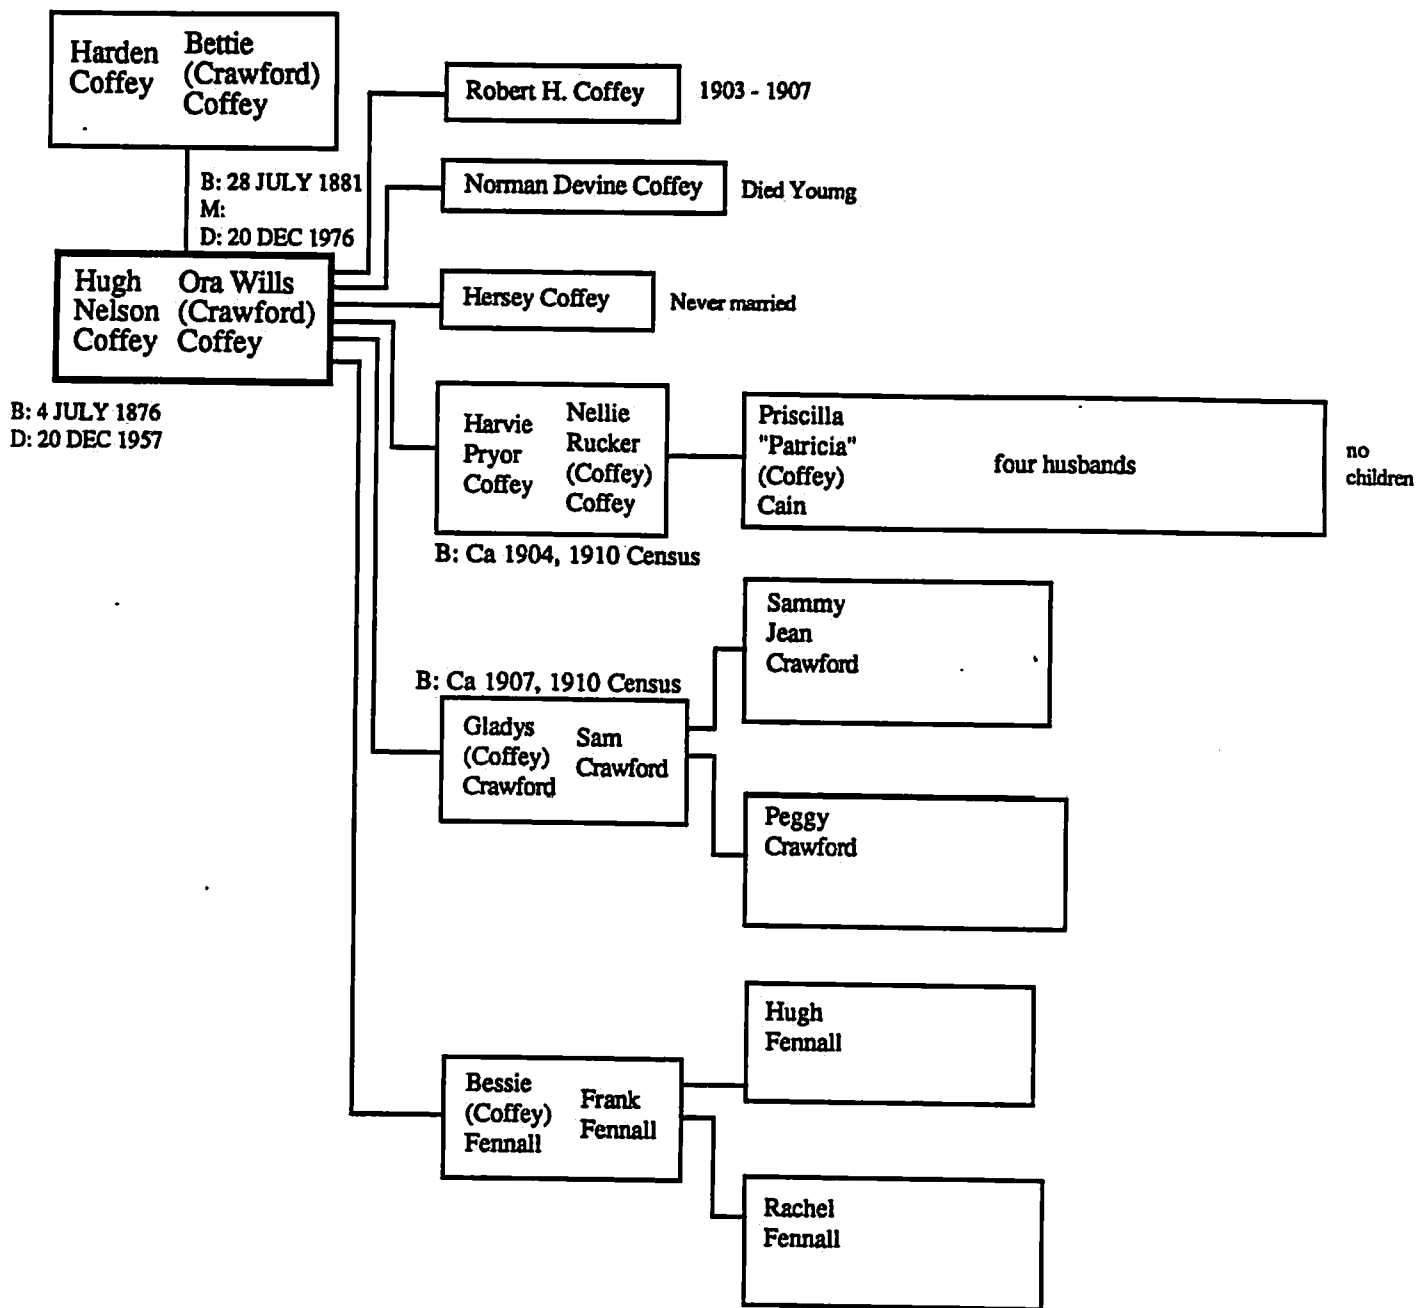 Harden
Coffey
Bettie
(Crawford)
Coffey
B: 28 JULY 1881
M:
D: 20 DEC 1976
Hugh
Nelson
Coffey
Ora Wills
(Crawford)
Coffey
B: 4 JULY 1876
D: 20 DEC 1957
Robert H. Coffey
1903 - 1907
Norman Devine Coffey
Died Youmg
Hersey Coffey
Never married
Harvie
Pryor
Coffey
Nellie
Rucker
(Coffey)
Coffey
B: Ca 1904, 1910 Census
Priscilla
"Patricia"
(Coffey)
Cain
four husbands
no
children
B: Ca 1907, 1910 Census
Gladys
(Coffey)
Crawford
Sam
Crawford
Sammy
Jean
Crawford
Peggy
Crawford
Bessie
(Coffey)
Fennall
Frank
Fennall
Hugh
Fennall
Rachel
Fennall